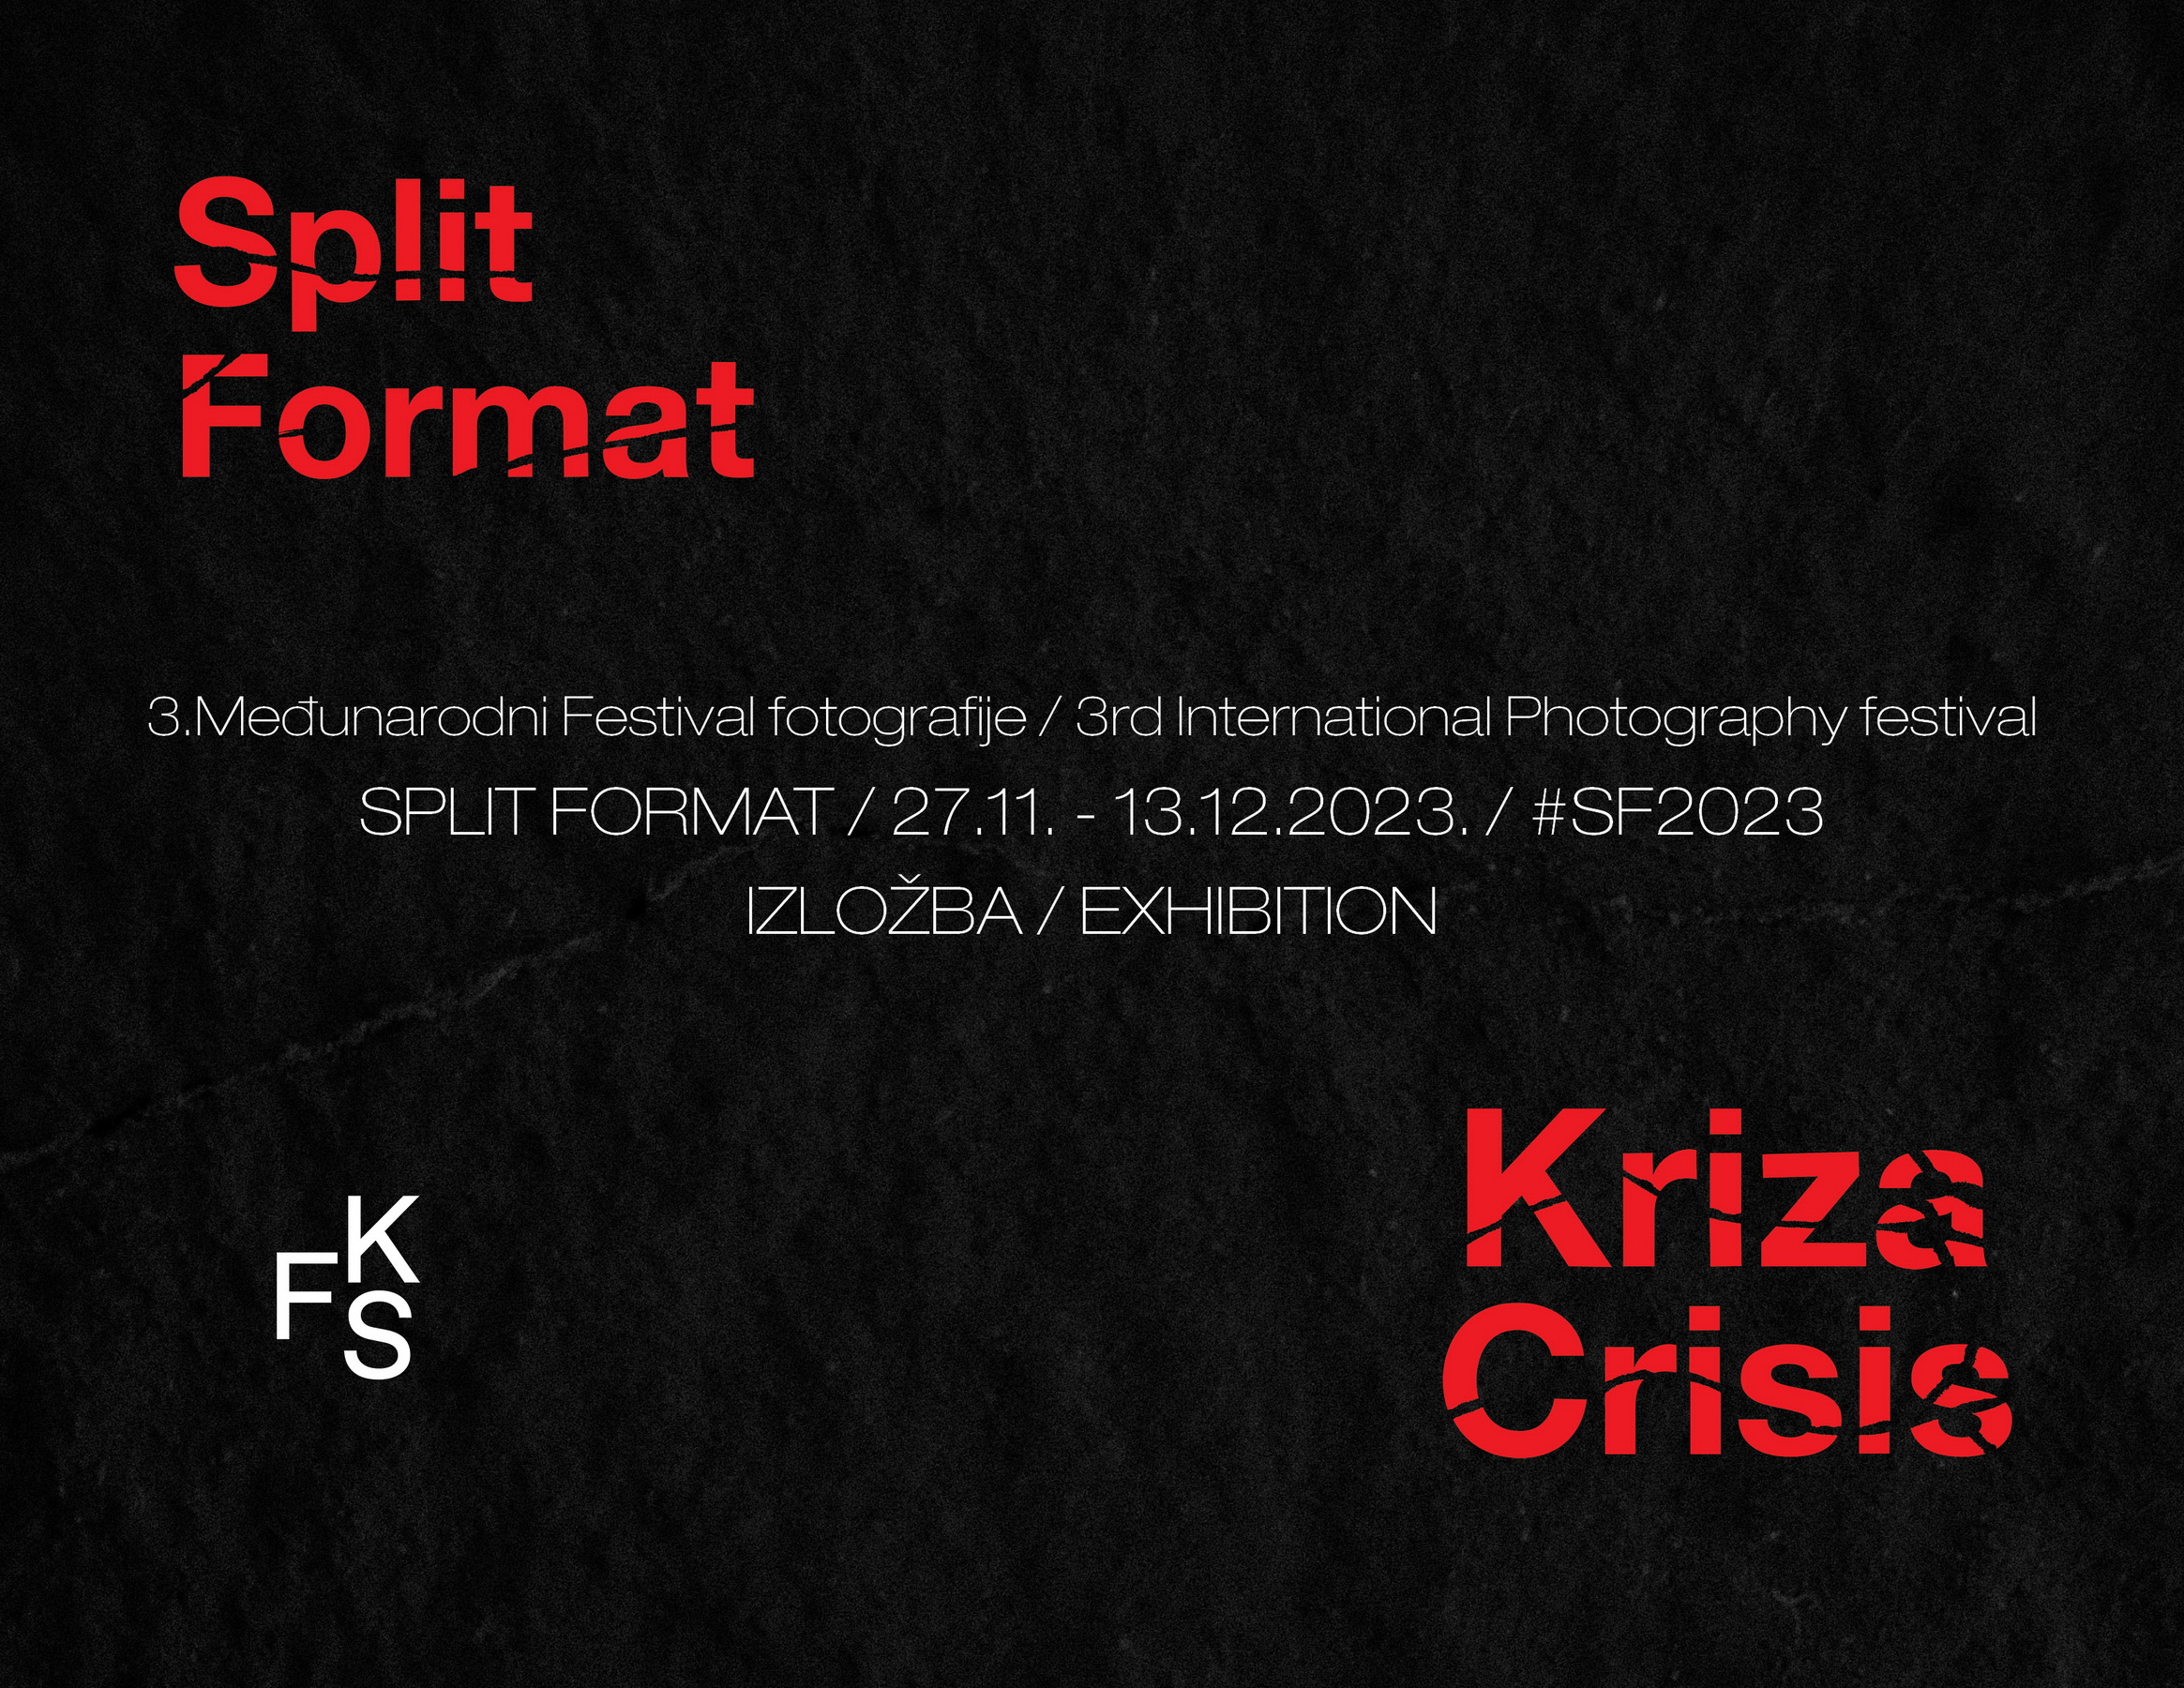 Split
Format
3.Međunarodni Festival fotografije / 3rd International Photography festival
SPLIT FORMAT / 27.11. - 13.12.2023. / #SF2023
IZLOŽBA / EXHIBITION
Kriza
Crisis
K
F
S